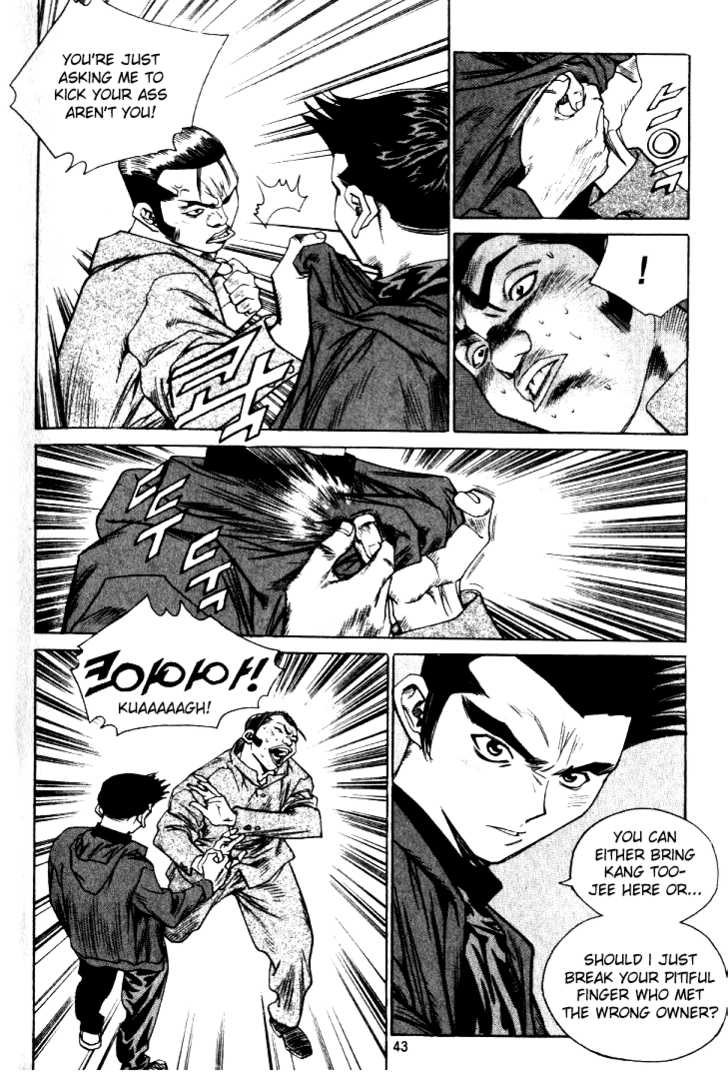 YOU'RE JUST
ASKING ME TO
KICK YOUR ASS
AREN'T YOU!
!
크아아아아!
KUAAAAAGH!
YOU CAN
EITHER BRING
KANG TOO-
JEE HERE OR...
SHOULD I JUST
BREAK YOUR PITIFUL
FINGER WHO MET
THE WRONG OWNER?
43